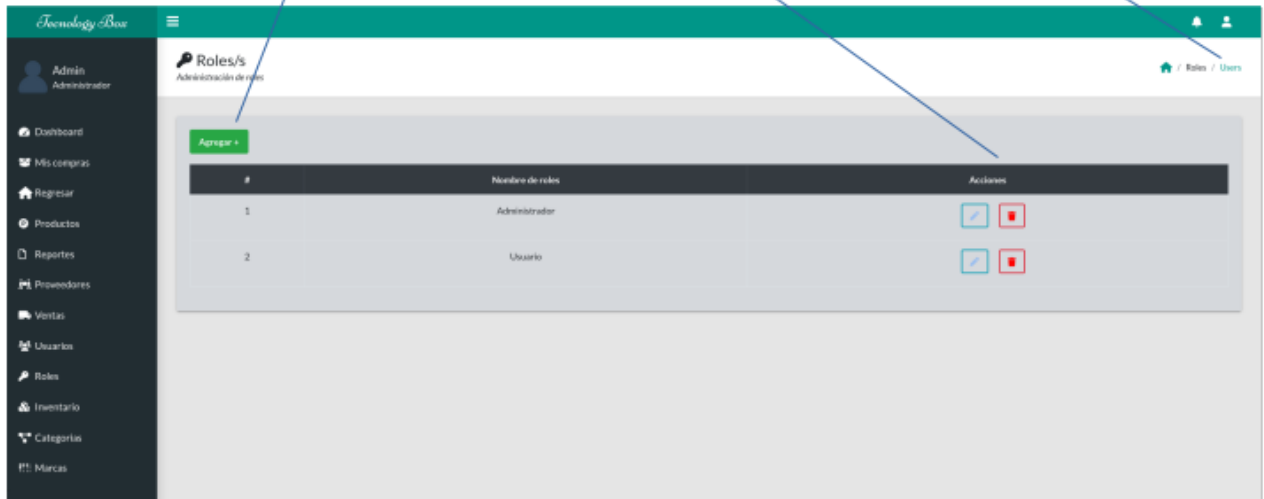 Tecnology Box
Admin
Administrador
Roles/s
Administración de roles
/ Roles / Users
Dashboard
Mis compras
Regresar
Productos
Reportes
Proveedores
Ventas
Usuarios
Roles
Inventario
Categorias
Marcas
Agregar +
# Nombre de roles Acciones
1 Administrador
2 Usuario